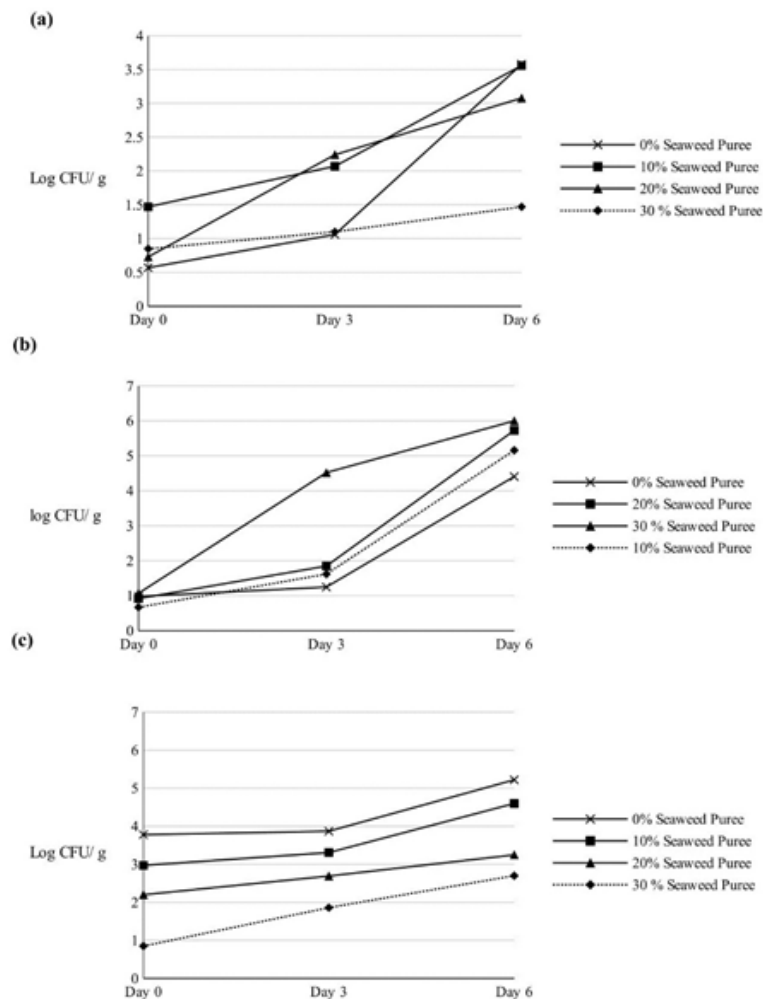 (a)
4
3.5
3
2.5
Log CFU/ g
2
1.5
1
0.5
0
Day 0
Day 3
Day 6
0% Seaweed Puree
10% Seaweed Puree
20% Seaweed Puree
30 % Seaweed Puree
(b)
7
6
5
4
log CFU/ g
3
2
1
0
Day 0
Day 3
Day 6
0% Seaweed Puree
20% Seaweed Puree
30 % Seaweed Puree
10% Seaweed Puree
(c)
7
6
5
4
Log CFU/ g
3
2
1
0
Day 0
Day 3
Day 6
0% Seaweed Puree
10% Seaweed Puree
20% Seaweed Puree
30 % Seaweed Puree